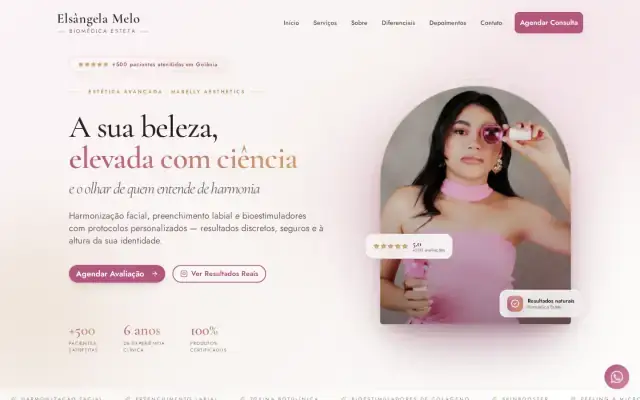 Elsângela Melo
BIOMÉDICA ESTETA
Início Serviços Sobre Diferenciais Depoimentos Contato Agendar Consulta
+500 pacientes atendidas em Goiânia
ESTÉTICA AVANÇADA · MABELLY AESTHETICS
A sua beleza,
elevada com ciência
e o olhar de quem entende de harmonia
Harmonização facial, preenchimento labial e bioestimuladores
com protocolos personalizados — resultados discretos, seguros e à
altura da sua identidade.
Agendar Avaliação →
Ver Resultados Reais
5.0
Resultados naturais
+500 6 anos 100%
PACIENTES DE EXPERIÊNCIA PRODUTOS
ATENDIDAS CLÍNICA CERTIFICADOS
HARMONIZAÇÃO FACIAL PREENCHIMENTO LABIAL TOXINA BOTULÍNICA BIOESTIMULADORES DE COLÁGENO SKINBOOSTER